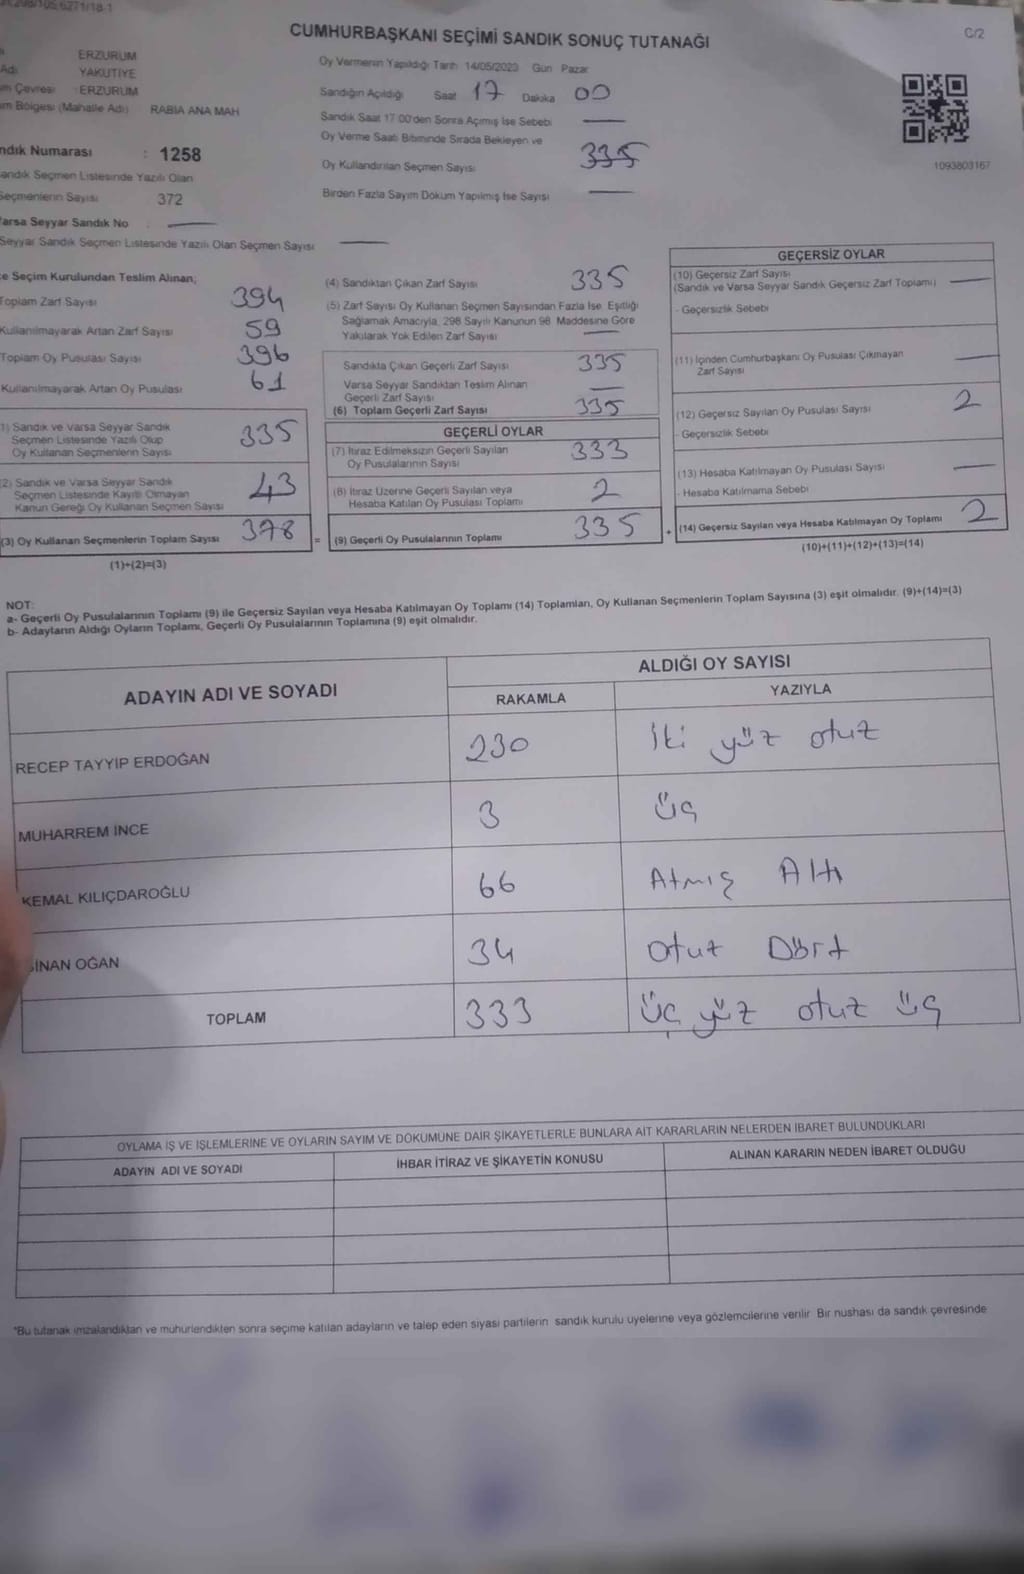 CUMHURBAŞKANI SEÇİMİ SANDIK SONUÇ TUTANAĞI
C/2
ERZURUM
YAKUTİYE
Çevresi : ERZURUM
Bölgesi (Mahalle Adı) RABİA ANA MAH
ndık Numarası : 1258
andık Seçmen Listesinde Yazılı Olan
Seçmenlerin Sayısı 372
arsa Seyyar Sandık No
Seyyar Sandık Seçmen Listesinde Yazılı Olan Seçmen Sayısı
Oy Vermenin Yapıldığı Tarih 14/05/2023 Gün Pazar
Sandığın Açıldığı Saat 17 Dakika 00
Sandık Saat 17:00'den Sonra Açımış İse Sebebi
Oy Verme Saati Bitiminde Sırada Bekleyen ve
Oy Kullandırılan Seçmen Sayısı 335
Birden Fazla Sayım Döküm Yapılmış İse Sayısı
1093803167
e Seçim Kurulundan Teslim Alınan;
Toplam Zarf Sayısı 394
Kullanılmayarak Artan Zarf Sayısı 59
Toplam Oy Pusulası Sayısı 396
Kullanılmayarak Artan Oy Pusulası 61
1) Sandık ve Varsa Seyyar Sandık
Seçmen Listesinde Yazılı Olup
Oy Kullanan Seçmenlerin Sayısı 335
2) Sandık ve Varsa Seyyar Sandık
Seçmen Listesinde Kayıtlı Olmayan
Kanun Gereği Oy Kullanan Seçmen Sayısı 43
(3) Oy Kullanan Seçmenlerin Toplam Sayısı 378
(1)+(2)=(3)
(4) Sandıktan Çıkan Zarf Sayısı 335
(5) Zarf Sayısı Oy Kullanan Seçmen Sayısından Fazla İse Eşitliği
Sağlamak Amacıyla, 298 Sayılı Kanunun 98. Maddesine Göre
Yakılarak Yok Edilen Zarf Sayısı
Sandıkta Çıkan Geçerli Zarf Sayısı 335
Varsa Seyyar Sandıktan Teslim Alınan
Geçerli Zarf Sayısı
(6) Toplam Geçerli Zarf Sayısı 335
GEÇERLİ OYLAR
(7) İtiraz Edilmeksizin Geçerli Sayılan
Oy Pusulalarının Sayısı 333
(8) İtiraz Üzerine Geçerli Sayılan veya
Hesaba Katılan Oy Pusulası Toplamı 2
= (9) Geçerli Oy Pusulalarının Toplamı 335
GEÇERSİZ OYLAR
(10) Geçersiz Zarf Sayısı
(Sandık ve Varsa Seyyar Sandık Geçersiz Zarf Toplamı)
- Geçersizlik Sebebi
(11) İçinden Cumhurbaşkanı Oy Pusulası Çıkmayan
Zarf Sayısı
(12) Geçersiz Sayılan Oy Pusulası Sayısı 2
- Geçersizlik Sebebi
(13) Hesaba Katılmayan Oy Pusulası Sayısı
- Hesaba Katılmama Sebebi
+ (14) Geçersiz Sayılan veya Hesaba Katılmayan Oy Toplamı 2
(10)+(11)+(12)+(13)=(14)
NOT:
a- Geçerli Oy Pusulalarının Toplamı (9) ile Geçersiz Sayılan veya Hesaba Katılmayan Oy Toplamı (14) Toplamları, Oy Kullanan Seçmenlerin Toplam Sayısına (3) eşit olmalıdır. (9)+(14)=(3)
b- Adayların Aldığı Oyların Toplamı, Geçerli Oy Pusulalarının Toplamına (9) eşit olmalıdır.
ADAYIN ADI VE SOYADI
ALDIĞI OY SAYISI
RAKAMLA YAZIYLA
RECEP TAYYİP ERDOĞAN 230 İki yüz otuz
MUHARREM İNCE 3 üç
KEMAL KILIÇDAROĞLU 66 Atmış Altı
SİNAN OĞAN 34 otuz Dört
TOPLAM 333 üç yüz otuz üç
OYLAMA İŞ VE İŞLEMLERİNE VE OYLARIN SAYIM VE DÖKÜMÜNE DAİR ŞİKAYETLERLE BUNLARA AİT KARARLARIN NELERDEN İBARET BULUNDUKLARI
ADAYIN ADI VE SOYADI İHBAR İTİRAZ VE ŞİKAYETİN KONUSU ALINAN KARARIN NEDEN İBARET OLDUĞU
*Bu tutanak imzalandıktan ve mühürlendikten sonra seçime katılan adayların ve talep eden siyasi partilerin sandık kurulu üyelerine veya gözlemcilerine verilir. Bir nüshası da sandık çevresinde